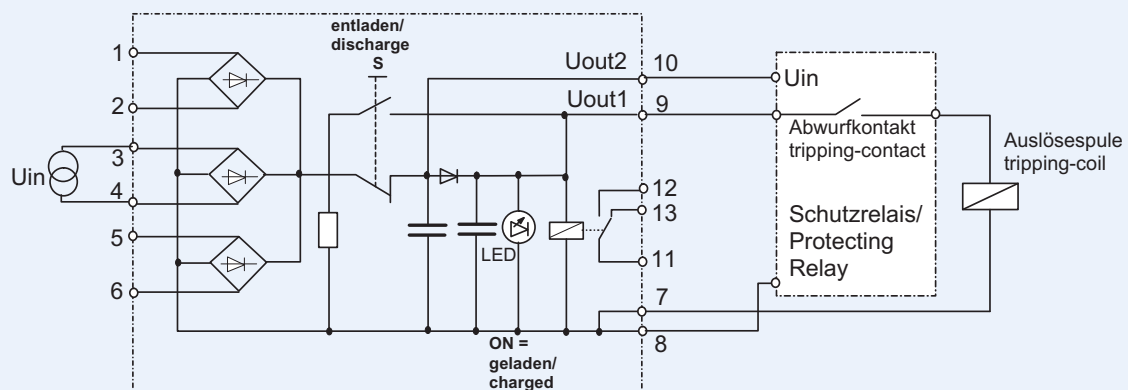 entladen/
discharge
S
1
2
3
4
5
6
Uin
Uout2
10
Uout1
9
12
13
11
7
8
LED
ON =
geladen/
charged
Uin
Abwurfkontakt
tripping-contact
Schutzrelais/
Protecting
Relay
Auslösespule
tripping-coil